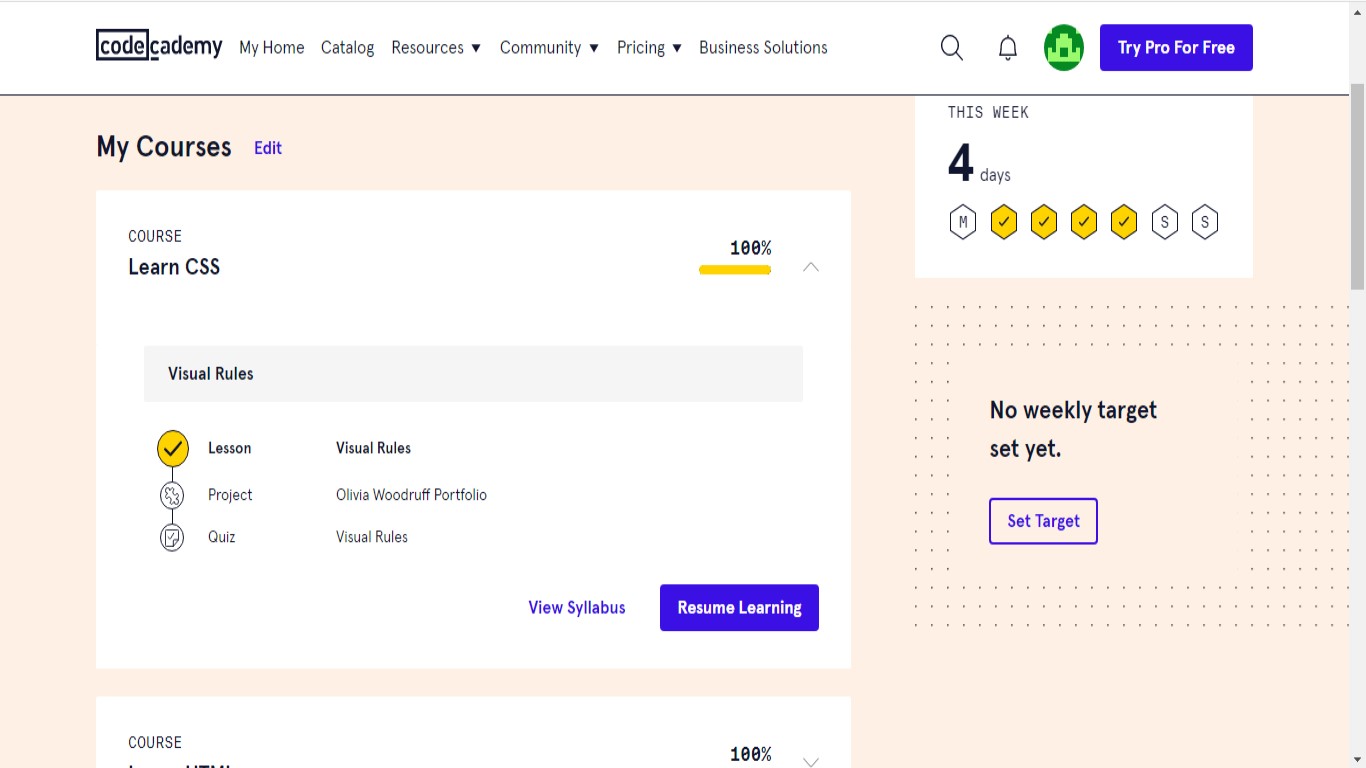 codecademy My Home Catalog Resources Community Pricing Business Solutions Try Pro For Free
My Courses Edit
COURSE
Learn CSS
100%
Visual Rules
Lesson Visual Rules
Project Olivia Woodruff Portfolio
Quiz Visual Rules
View Syllabus Resume Learning
COURSE
100%
THIS WEEK
4 days
M S S
No weekly target
set yet.
Set Target